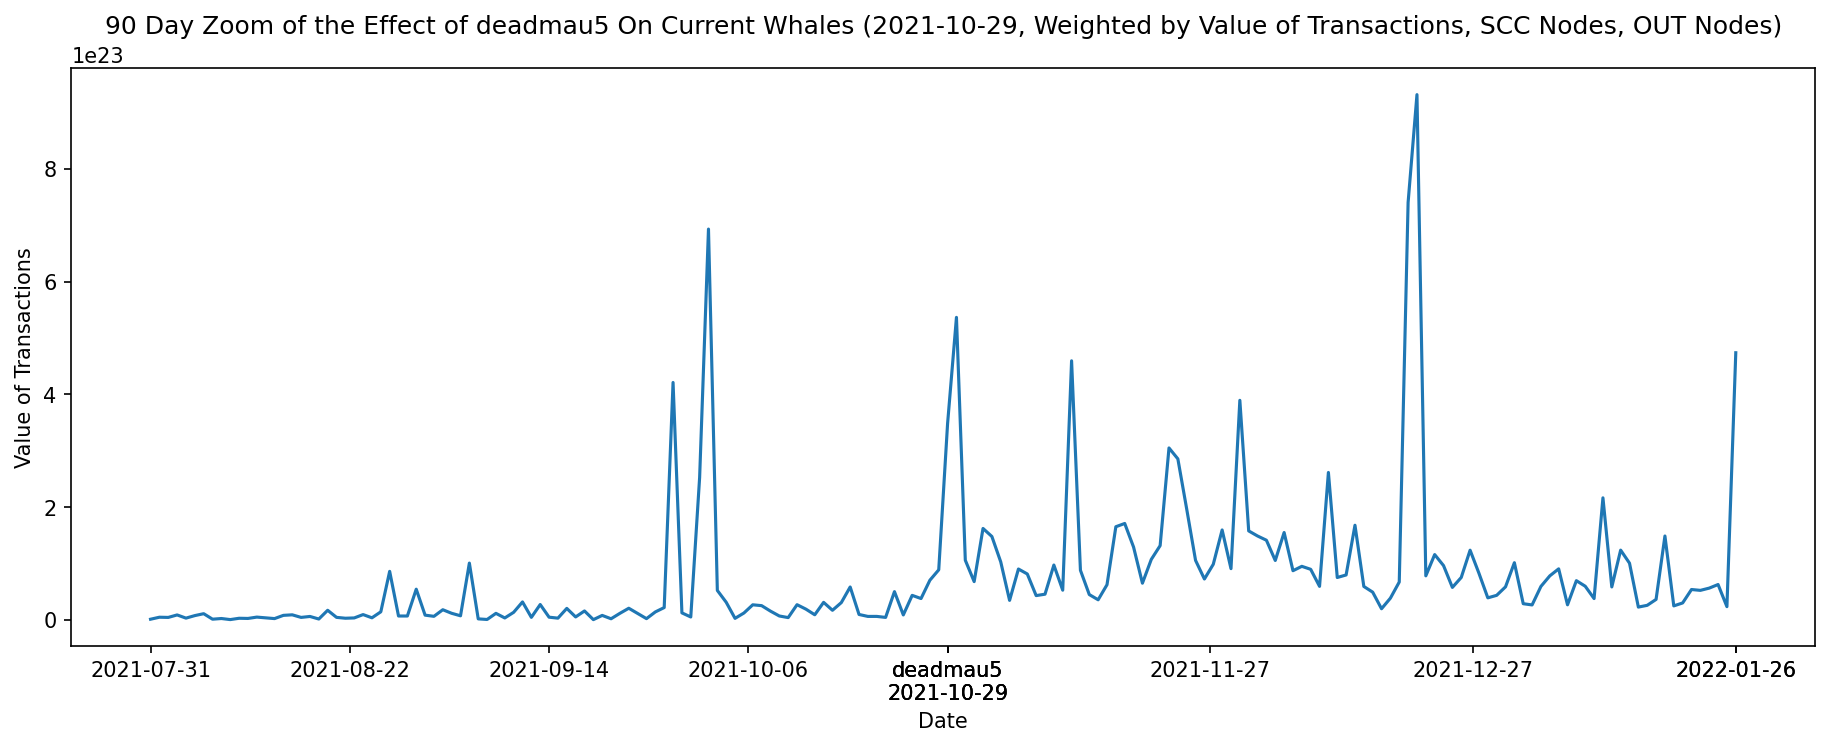 90 Day Zoom of the Effect of deadmau5 On Current Whales (2021-10-29, Weighted by Value of Transactions, SCC Nodes, OUT Nodes)
1e23
8
6
4
2
0
Value of Transactions
2021-07-31
2021-08-22
2021-09-14
2021-10-06
deadmau5
2021-10-29
2021-11-27
2021-12-27
2022-01-26
Date